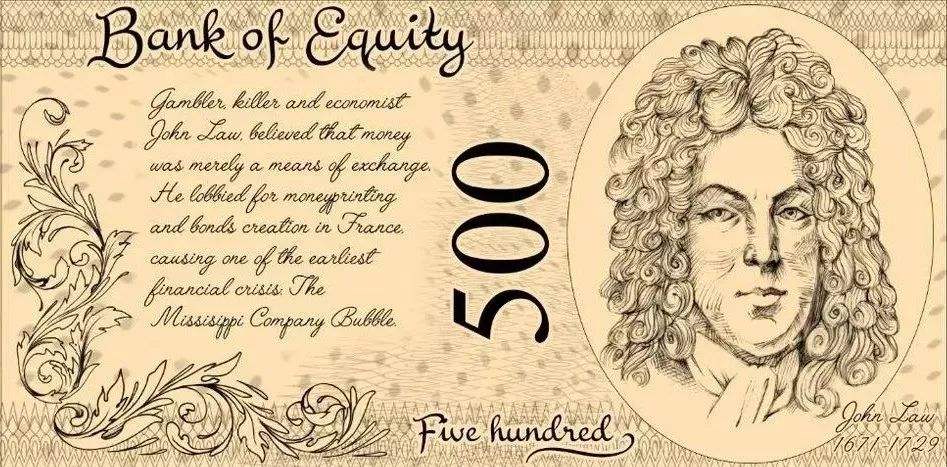 Bank of Equity
Gambler, killer and economist
John Law, believed that money
was merely a means of exchange.
He lobbied for moneyprinting
and bonds creation in France,
causing one of the earliest
financial crisis: The
Missisippi Company Bubble.
500
Five hundred
John Law
1671-1729